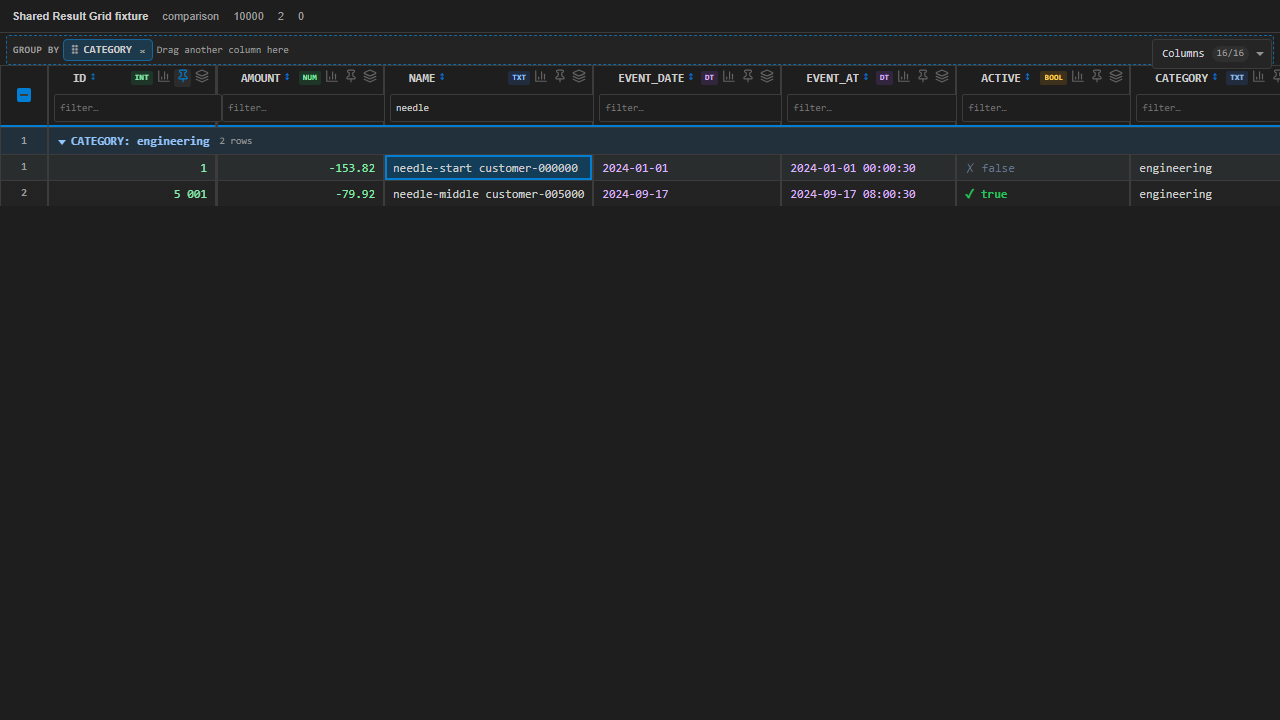 Shared Result Grid fixture comparison 10000 2 0
GROUP BY CATEGORY × Drag another column here Columns 16/16
ID INT AMOUNT NUM NAME TXT EVENT_DATE DT EVENT_AT DT ACTIVE BOOL CATEGORY TXT
filter… filter… needle filter… filter… filter… filter…
1 CATEGORY: engineering 2 rows
1 1 -153.82 needle-start customer-000000 2024-01-01 2024-01-01 00:00:30 ✗ false engineering
2 5 001 -79.92 needle-middle customer-005000 2024-09-17 2024-09-17 08:00:30 ✓ true engineering